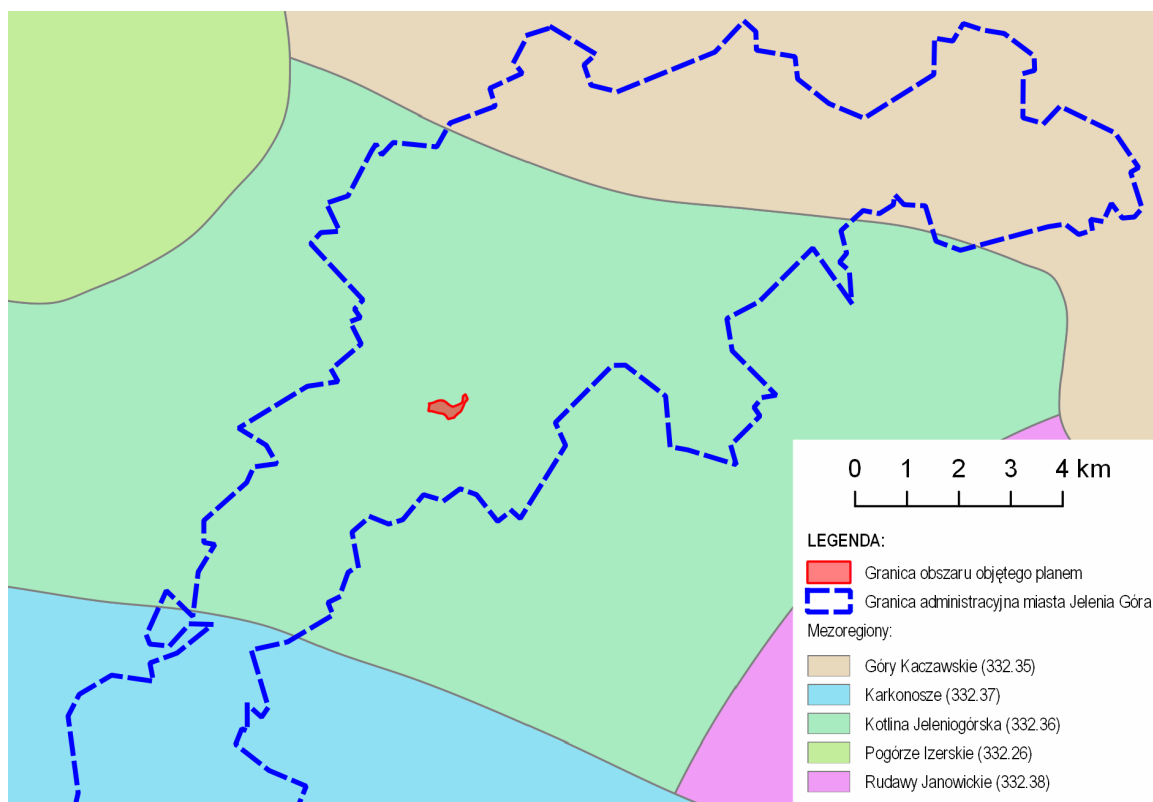 0 1 2 3 4 km
LEGENDA:
Granica obszaru objętego planem
Granica administracyjna miasta Jelenia Góra
Mezoregiony:
Góry Kaczawskie (332.35)
Karkonosze (332.37)
Kotlina Jeleniogórska (332.36)
Pogórze Izerskie (332.26)
Rudawy Janowickie (332.38)